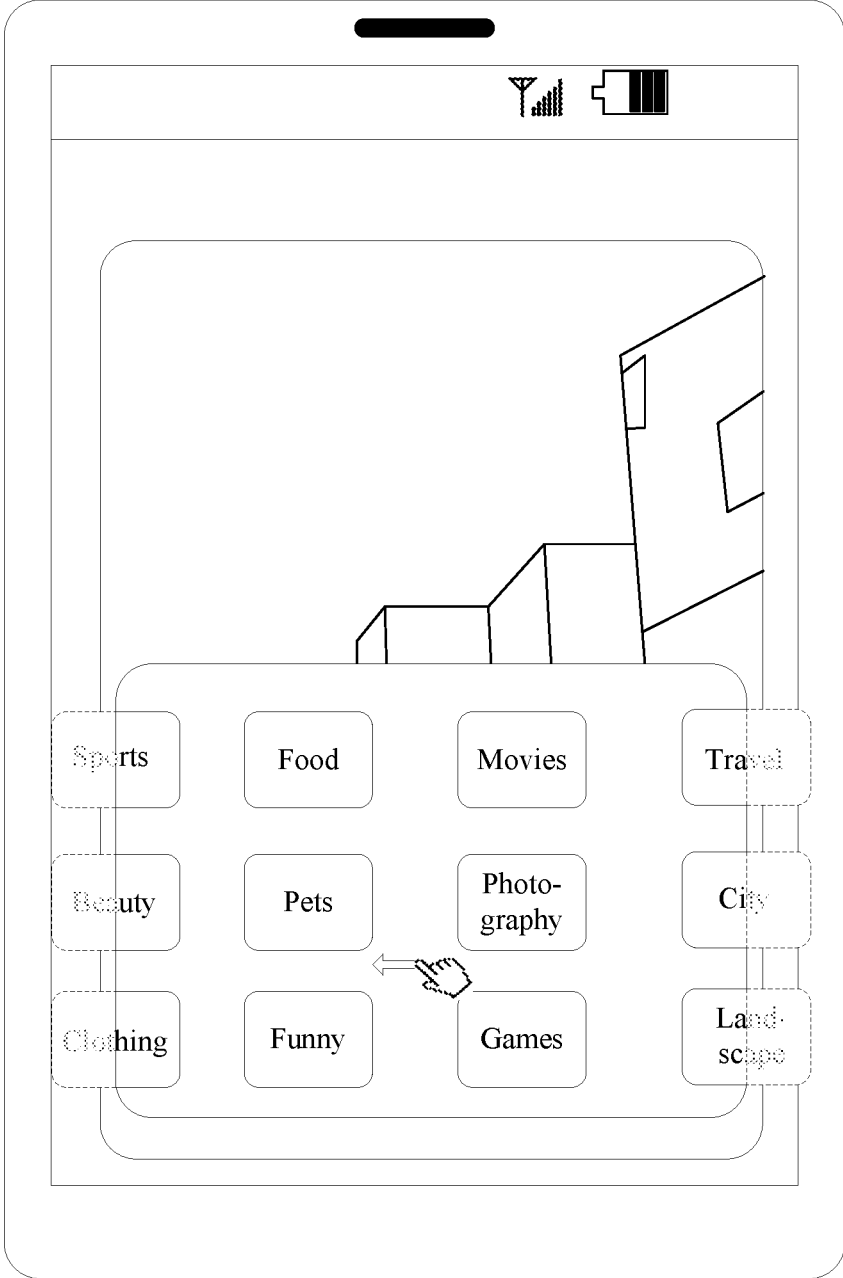 Sports
Food
Movies
Travel
Beauty
Pets
Photo-
graphy
City
Clothing
Funny
Games
Land-
scape